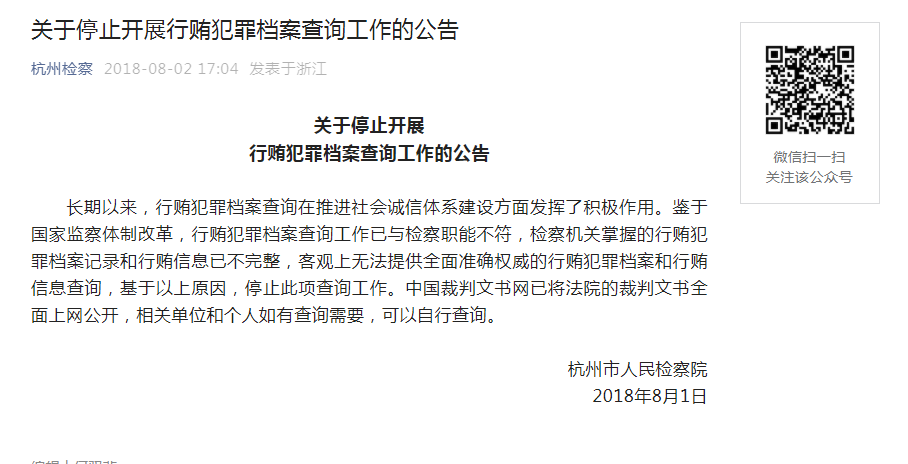 关于停止开展行贿犯罪档案查询工作的公告
杭州检察 2018-08-02 17:04 发表于浙江
关于停止开展
行贿犯罪档案查询工作的公告
长期以来，行贿犯罪档案查询在推进社会诚信体系建设方面发挥了积极作用。鉴于
国家监察体制改革，行贿犯罪档案查询工作已与检察职能不符，检察机关掌握的行贿犯
罪档案记录和行贿信息已不完整，客观上无法提供全面准确权威的行贿犯罪档案和行贿
信息查询，基于以上原因，停止此项查询工作。中国裁判文书网已将法院的裁判文书全
面上网公开，相关单位和个人如有查询需要，可以自行查询。
杭州市人民检察院
2018年8月1日
微信扫一扫
关注该公众号